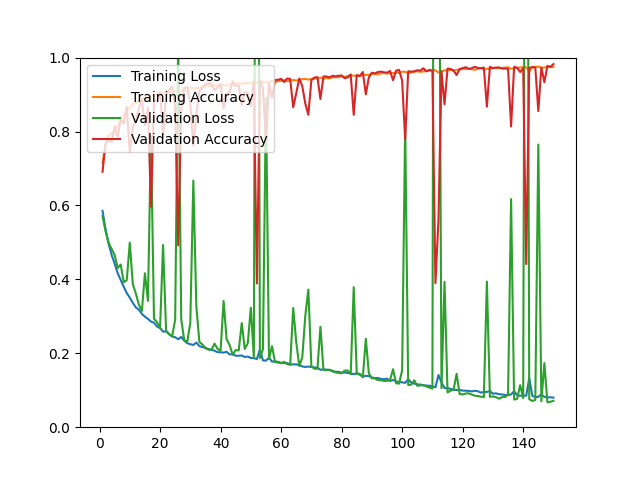 1.0
0.8
0.6
0.4
0.2
0.0
Training Loss
Training Accuracy
Validation Loss
Validation Accuracy
0 20 40 60 80 100 120 140